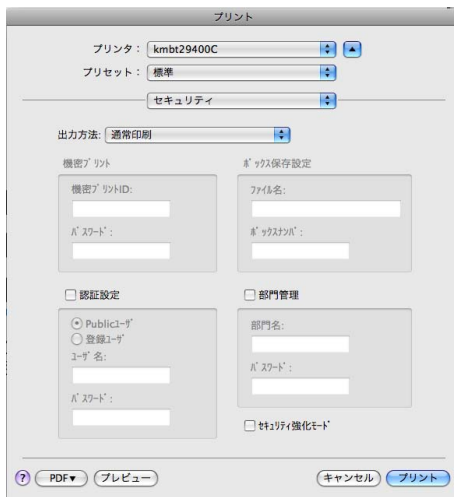 プリント
プリンタ： kmbt29400C
プリセット： 標準
セキュリティ
出力方法: 通常印刷
機密ﾌﾟﾘﾝﾄ
機密ﾌﾟﾘﾝﾄID:
ﾊﾟｽﾜｰﾄﾞ:
ﾎﾞｯｸｽ保存設定
ﾌｧｲﾙ名:
ﾎﾞｯｸｽﾅﾝﾊﾞ:
認証設定
Publicﾕｰｻﾞ
登録ﾕｰｻﾞ
ﾕｰｻﾞ名:
ﾊﾟｽﾜｰﾄﾞ:
部門管理
部門名:
ﾊﾟｽﾜｰﾄﾞ:
ｾｷｭﾘﾃｨ強化ﾓｰﾄﾞ
? PDF▼ プレビュー キャンセル プリント